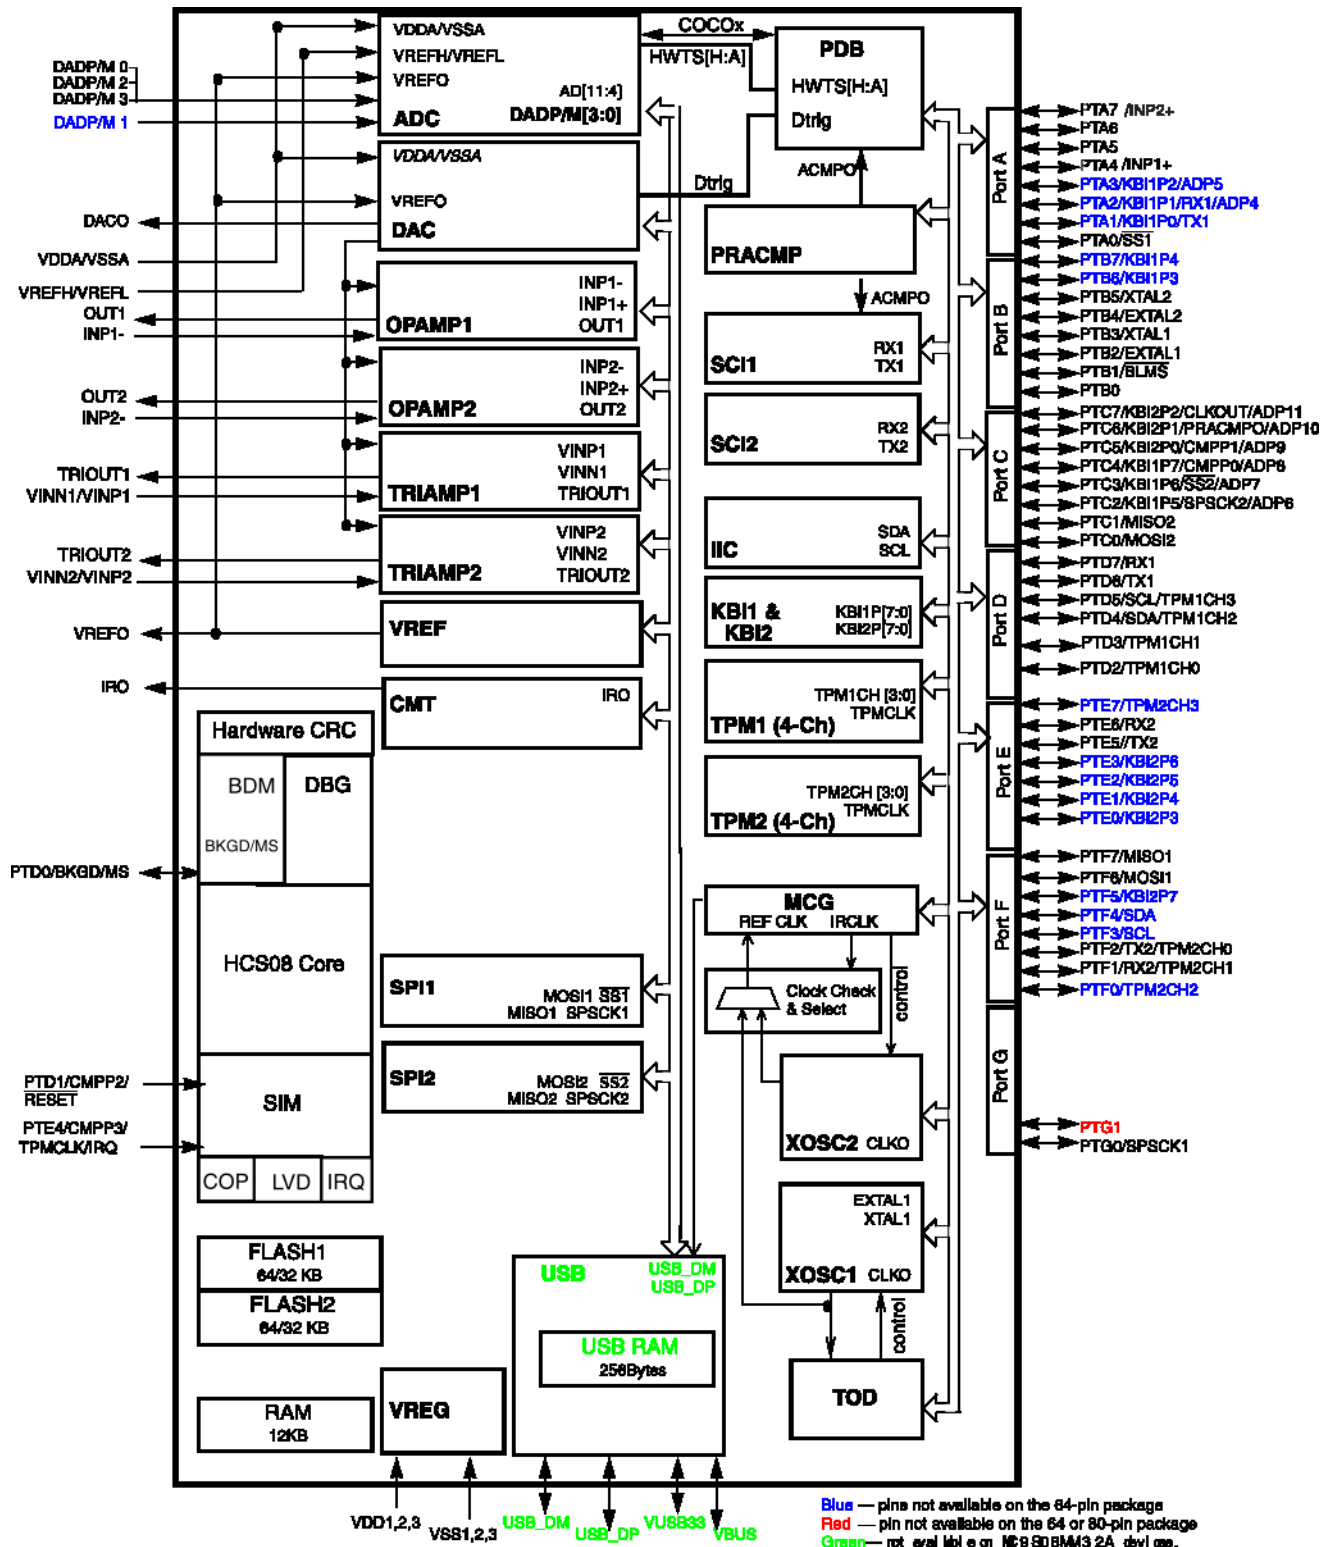 VDDA/VSSA
VREFH/VREFL
VREFO
AD[11:4]
DADP/M[3:0]
ADC
COCOx
HWTS[H:A]
PDB
HWTS[H:A]
Dtrig
DADP/M 0
DADP/M 2
DADP/M 3
DADP/M 1
VDDA/VSSA
VREFO
DAC
Dtrig
ACMPO
DACO
VDDA/VSSA
VREFH/VREFL
OUT1
INP1-
OUT2
INP2-
TRIOUT1
VINN1/VINP1
TRIOUT2
VINN2/VINP2
VREFO
IRO
INP1-
INP1+
OUT1
OPAMP1
INP2-
INP2+
OUT2
OPAMP2
VINP1
VINN1
TRIOUT1
TRIAMP1
VINP2
VINN2
TRIOUT2
TRIAMP2
VREF
CMT
IRO
PRACMP
ACMPO
SCI1
RX1
TX1
SCI2
RX2
TX2
IIC
SDA
SCL
KBI1 &
KBI2
KBI1P[7:0]
KBI2P[7:0]
TPM1CH [3:0]
TPMCLK
TPM1 (4-Ch)
TPM2CH [3:0]
TPMCLK
TPM2 (4-Ch)
Port A
PTA7 /INP2+
PTA6
PTA5
PTA4 /INP1+
PTA3/KBI1P2/ADP5
PTA2/KBI1P1/RX1/ADP4
PTA1/KBI1P0/TX1
PTA0/SS1
Port B
PTB7/KBI1P4
PTB6/KBI1P3
PTB5/XTAL2
PTB4/EXTAL2
PTB3/XTAL1
PTB2/EXTAL1
PTB1/BLMS
PTB0
Port C
PTC7/KBI2P2/CLKOUT/ADP11
PTC6/KBI2P1/PRACMPO/ADP10
PTC5/KBI2P0/CMPP1/ADP9
PTC4/KBI1P7/CMPP0/ADP8
PTC3/KBI1P6/SS2/ADP7
PTC2/KBI1P5/SPSCK2/ADP6
PTC1/MISO2
PTC0/MOSI2
Port D
PTD7/RX1
PTD6/TX1
PTD5/SCL/TPM1CH3
PTD4/SDA/TPM1CH2
PTD3/TPM1CH1
PTD2/TPM1CH0
Port E
PTE7/TPM2CH3
PTE6/RX2
PTE5//TX2
PTE3/KBI2P6
PTE2/KBI2P5
PTE1/KBI2P4
PTE0/KBI2P3
Port F
PTF7/MISO1
PTF6/MOSI1
PTF5/KBI2P7
PTF4/SDA
PTF3/SCL
PTF2/TX2/TPM2CH0
PTF1/RX2/TPM2CH1
PTF0/TPM2CH2
Port G
PTG1
PTG0/SPSCK1
Hardware CRC
BDM
DBG
BKGD/MS
PTD0/BKGD/MS
HCS08 Core
PTD1/CMPP2/
RESET
SIM
PTE4/CMPP3/
TPMCLK/IRQ
COP
LVD
IRQ
FLASH1
64/32 KB
FLASH2
64/32 KB
RAM
12KB
SPI1
MOSI1 SS1
MISO1 SPSCK1
SPI2
MOSI2 SS2
MISO2 SPSCK2
MCG
REF CLK IRCLK
Clock Check
& Select
control
XOSC2 CLKO
EXTAL1
XTAL1
XOSC1 CLKO
control
TOD
USB
USB_DM
USB_DP
USB RAM
256Bytes
VREG
VDD1,2,3
VSS1,2,3
USB_DM
USB_DP
VUSB33
VBUS
Blue — pins not available on the 64-pin package
Red — pin not available on the 64 or 80-pin package
Green — not available on MC9S08MM32A devices.